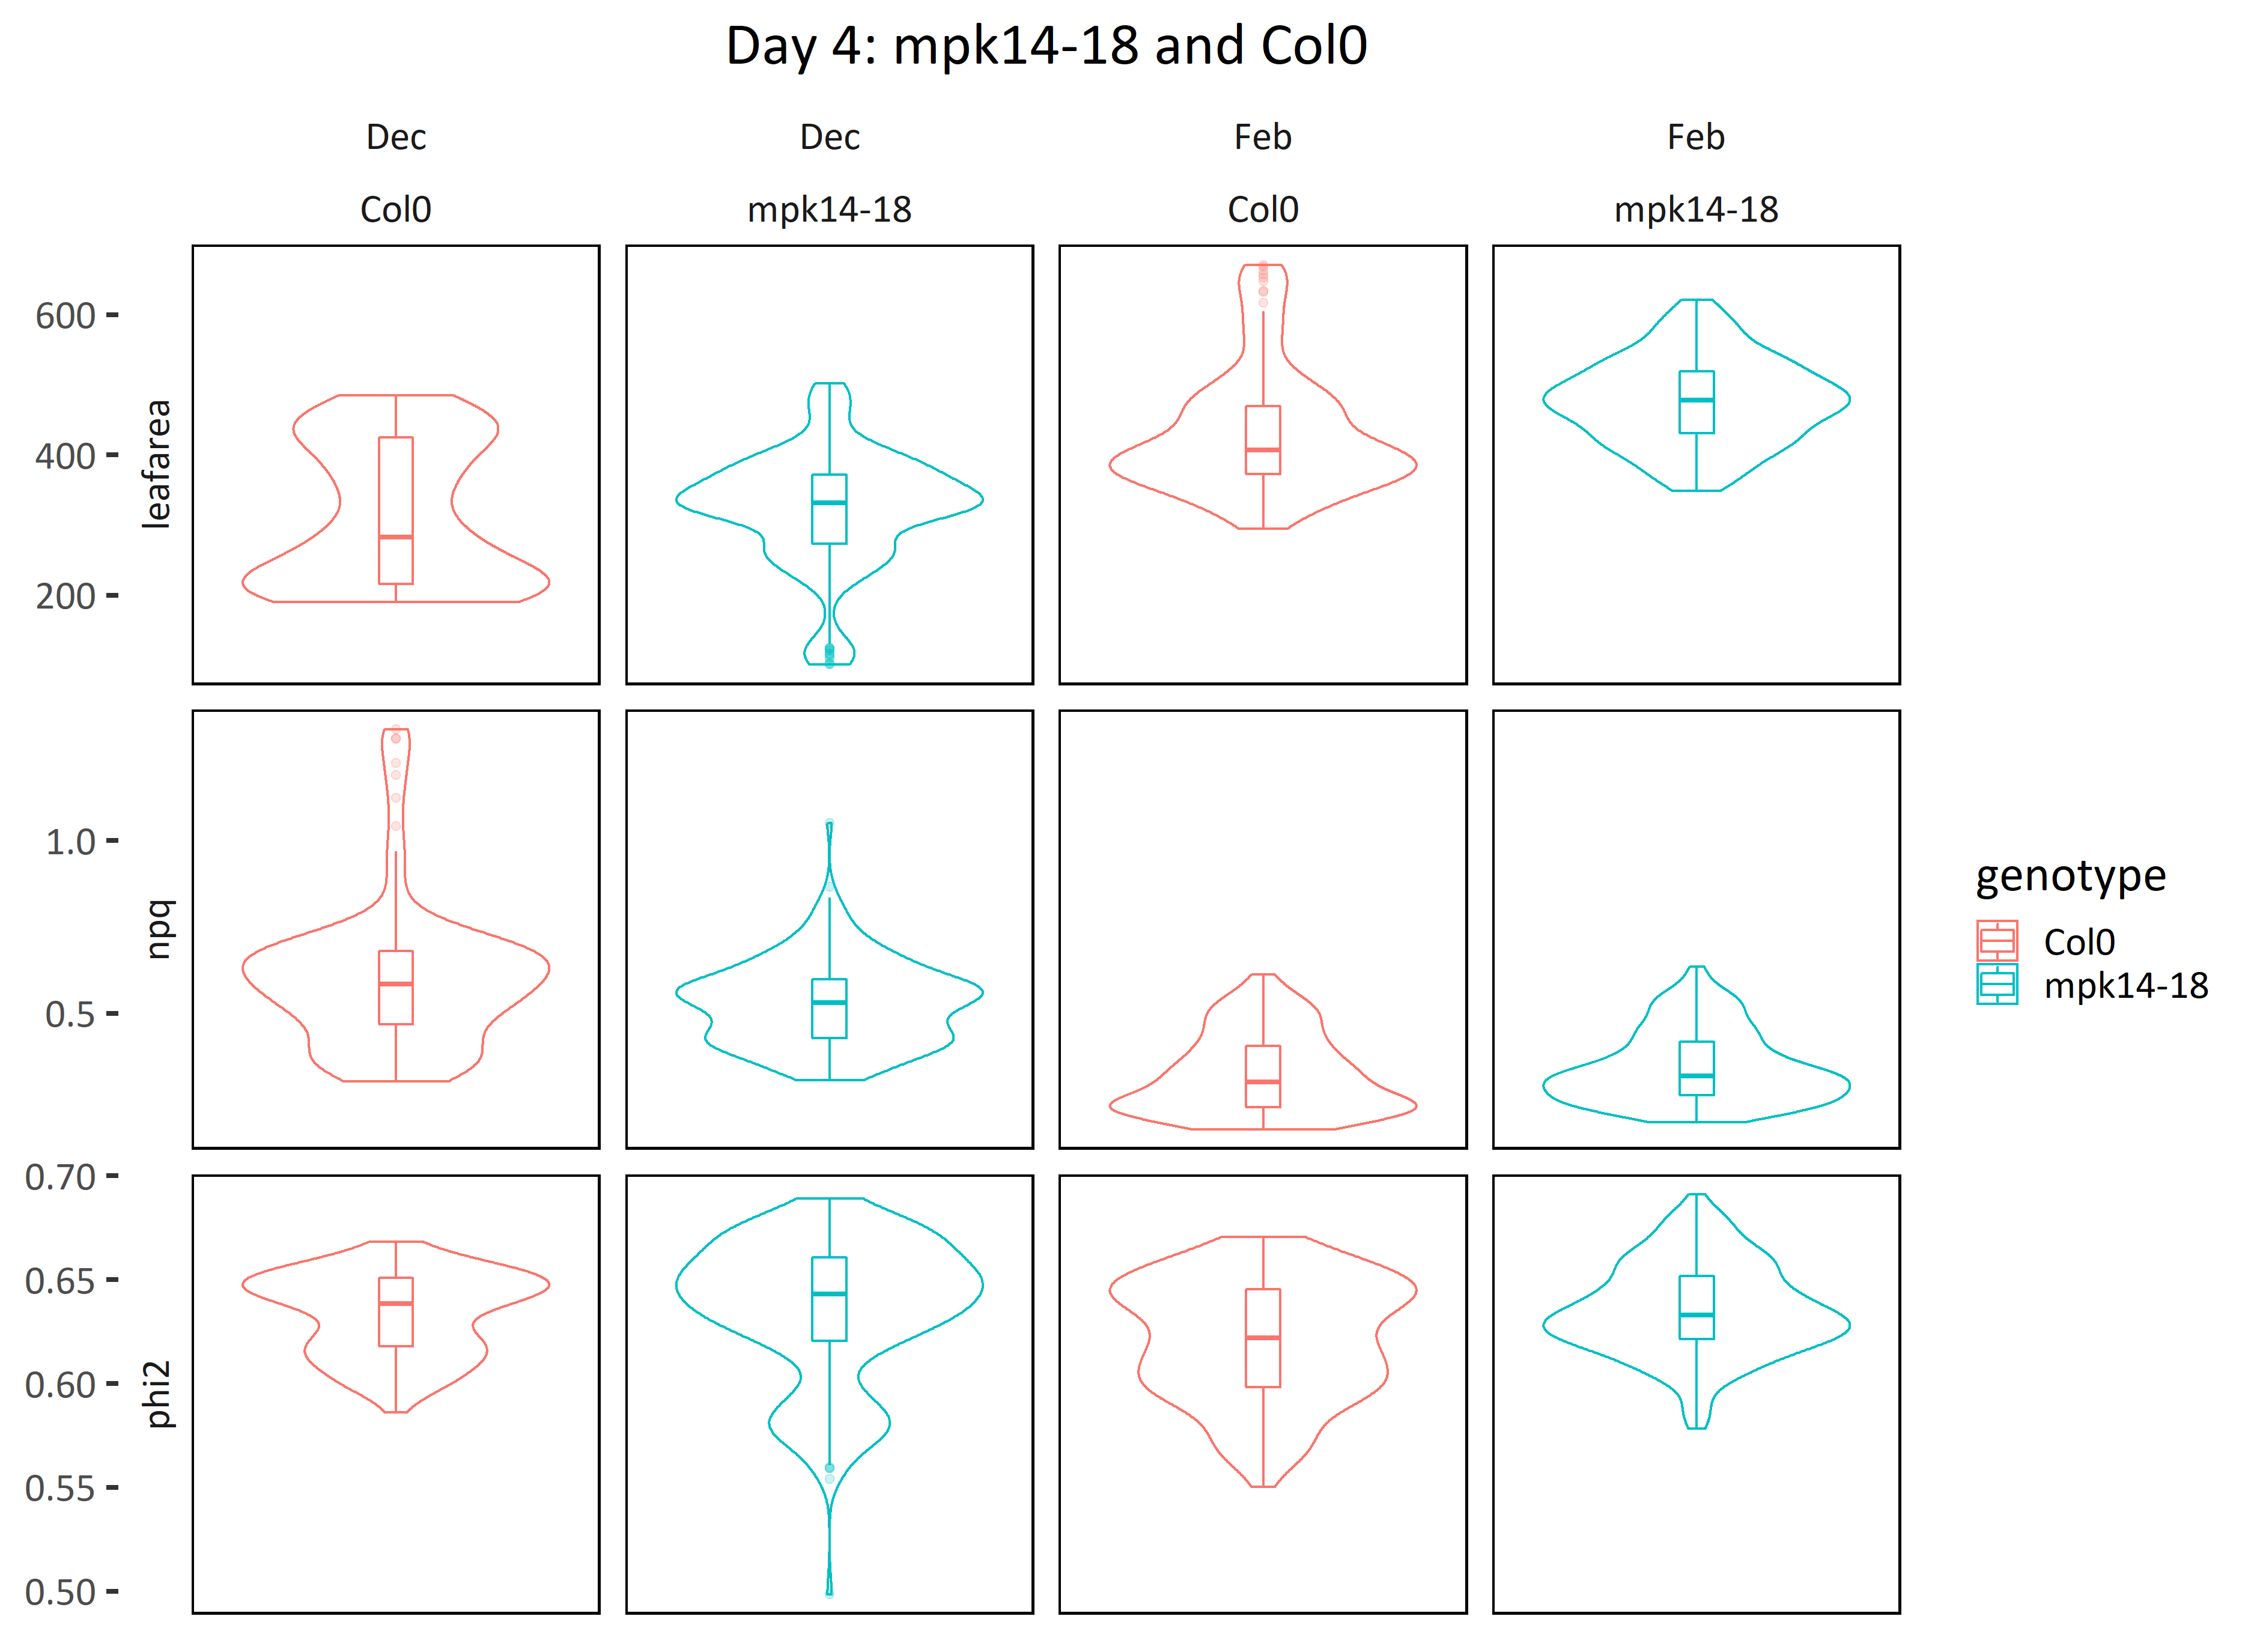 Day 4: mpk14-18 and Col0
Dec Dec Feb Feb
Col0 mpk14-18 Col0 mpk14-18
600
400
200
leafarea
1.0
0.5
npq
0.70
0.65
0.60
0.55
0.50
phi2
genotype
Col0
mpk14-18